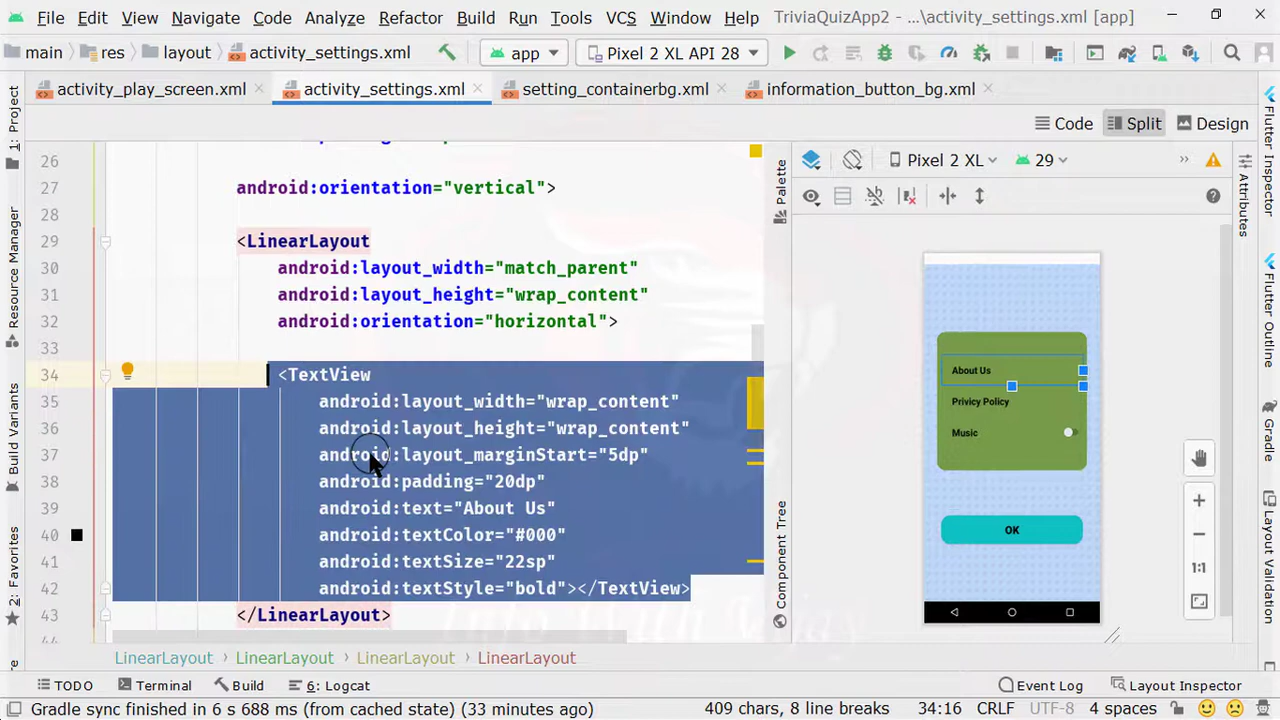 File Edit View Navigate Code Analyze Refactor Build Run Tools VCS Window Help TriviaQuizApp2 - ...\activity_settings.xml [app]
main res layout activity_settings.xml app Pixel 2 XL API 28
activity_play_screen.xml activity_settings.xml setting_containerbg.xml information_button_bg.xml
Code Split Design
Pixel 2 XL 29
1: Project
Resource Manager
Build Variants
2: Favorites
26
27 android:orientation="vertical">
28
29 <LinearLayout
30 android:layout_width="match_parent"
31 android:layout_height="wrap_content"
32 android:orientation="horizontal">
33
34 <TextView
35 android:layout_width="wrap_content"
36 android:layout_height="wrap_content"
37 android:layout_marginStart="5dp"
38 android:padding="20dp"
39 android:text="About Us"
40 android:textColor="#000"
41 android:textSize="22sp"
42 android:textStyle="bold"></TextView>
43 </LinearLayout>
44
Palette
Component Tree
About Us
Privicy Policy
Music
OK
1:1
Attributes
Flutter Inspector
Flutter Outline
Gradle
LinearLayout LinearLayout LinearLayout LinearLayout
TODO Terminal Build 6: Logcat Event Log Layout Inspector
Gradle sync finished in 6 s 688 ms (from cached state) (33 minutes ago) 409 chars, 8 line breaks 34:16 CRLF UTF-8 4 spaces